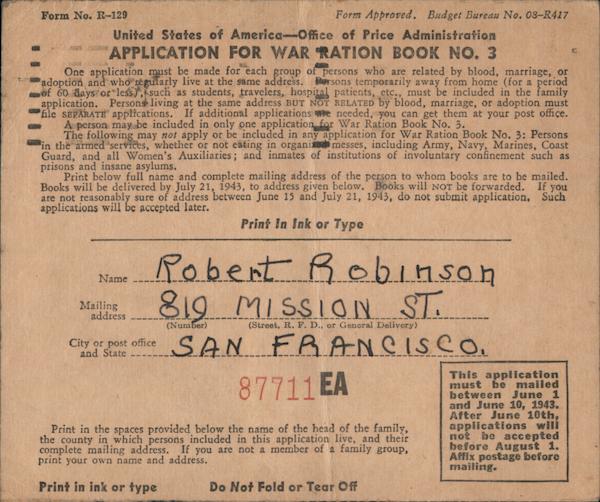 Form No. R-129 Form Approved. Budget Bureau No. 08-R417
United States of America—Office of Price Administration
APPLICATION FOR WAR RATION BOOK NO. 3
One application must be made for each group of persons who are related by blood, marriage, or
adoption and who regularly live at the same address. Persons temporarily away from home (for a period
of 60 days or less), such as students, travelers, hospital patients, etc., must be included in the family
application. Persons living at the same address BUT NOT RELATED by blood, marriage, or adoption must
file SEPARATE applications. If additional applications are needed, you can get them at your post office.
A person may be included in only one application for War Ration Book No. 3.
The following may not apply or be included in any application for War Ration Book No. 3: Persons
in the armed services, whether or not eating in organized messes, including Army, Navy, Marines, Coast
Guard, and all Women's Auxiliaries; and inmates of institutions of involuntary confinement such as
prisons and insane asylums.
Print below full name and complete mailing address of the person to whom books are to be mailed.
Books will be delivered by July 21, 1943, to address given below. Books will NOT be forwarded. If you
are not reasonably sure of address between June 15 and July 21, 1943, do not submit application. Such
applications will be accepted later.
Print In Ink or Type
Name Robert Robinson
Mailing address 819 MISSION ST.
(Number) (Street, R. F. D., or General Delivery)
City or post office and State SAN FRANCISCO.
87711 EA
This application
must be mailed
between June 1
and June 10, 1943.
After June 10th,
applications will
not be accepted
before August 1.
Affix postage before
mailing.
Print in the spaces provided below the name of the head of the family,
the county in which persons included in this application live, and their
complete mailing address. If you are not a member of a family group,
print your own name and address.
Print in ink or type Do Not Fold or Tear Off